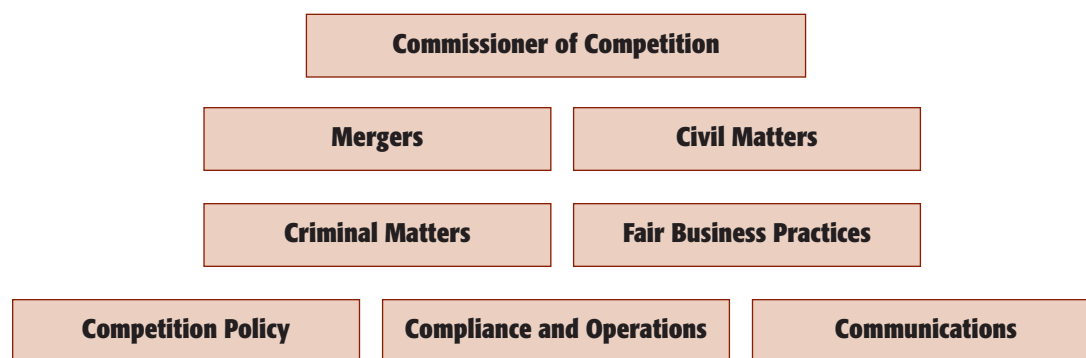 Commissioner of Competition
Mergers
Civil Matters
Criminal Matters
Fair Business Practices
Competition Policy
Compliance and Operations
Communications